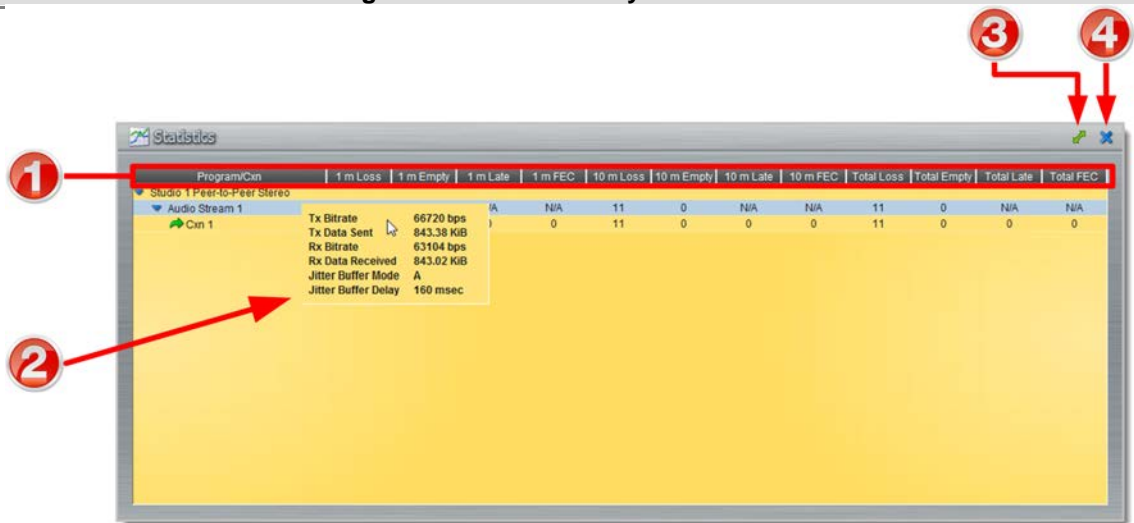 3
4
Statistics
1
Program/Cxn 1 m Loss 1 m Empty 1 m Late 1 m FEC 10 m Loss 10 m Empty 10 m Late 10 m FEC Total Loss Total Empty Total Late Total FEC
Studio 1 Peer-to-Peer Stereo
Audio Stream 1 N/A 11 0 N/A N/A 11 0 N/A N/A
Cxn 1 0 11 0 0 0 11 0 0 0
Tx Bitrate 66720 bps
Tx Data Sent 843.38 KiB
Rx Bitrate 63104 bps
Rx Data Received 843.02 KiB
Jitter Buffer Mode A
Jitter Buffer Delay 160 msec
2